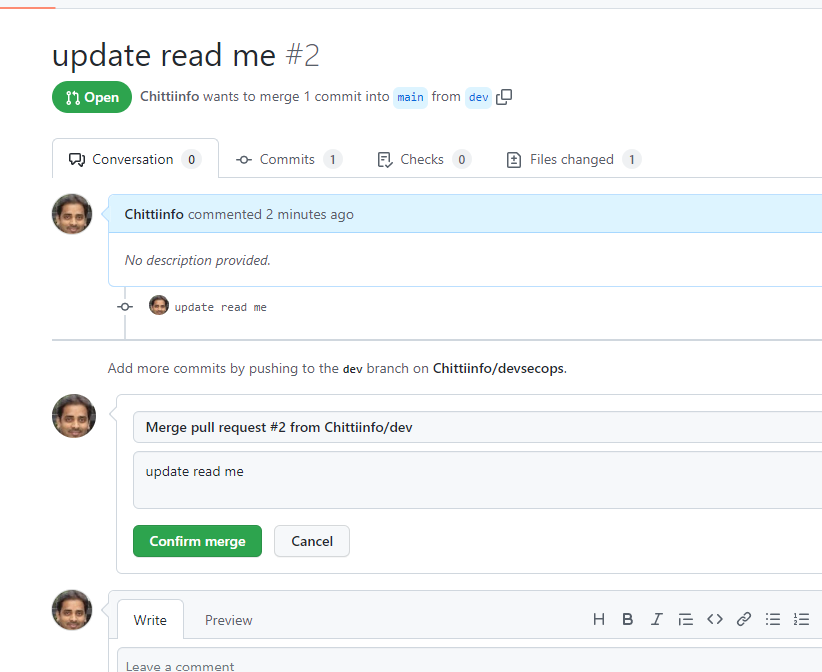 update read me #2
Open Chittiinfo wants to merge 1 commit into main from dev
Conversation 0 Commits 1 Checks 0 Files changed 1
Chittiinfo commented 2 minutes ago
No description provided.
update read me
Add more commits by pushing to the dev branch on Chittiinfo/devsecops.
Merge pull request #2 from Chittiinfo/dev
update read me
Confirm merge Cancel
Write Preview
Leave a comment